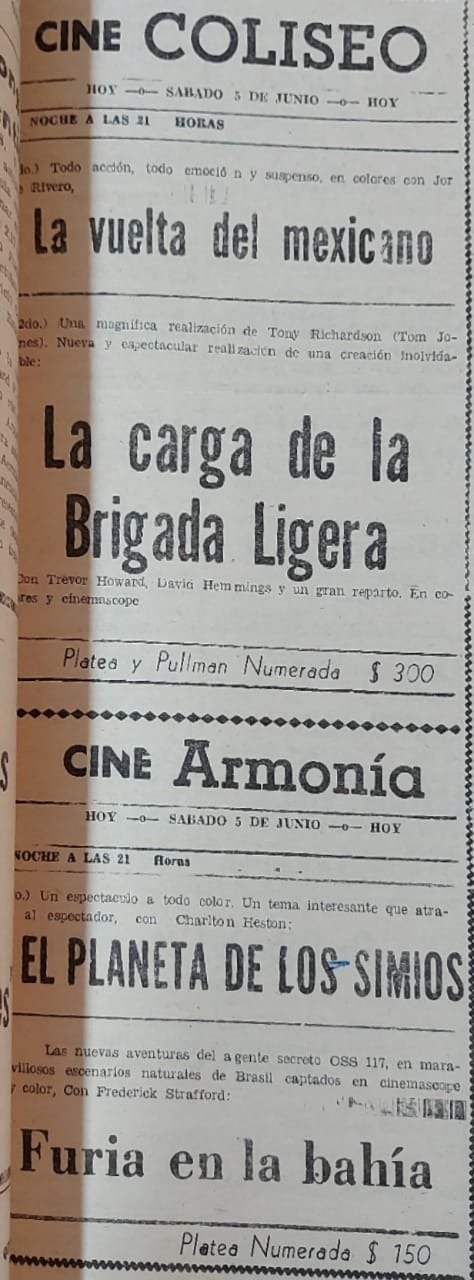 CINE COLISEO
HOY —o— SABADO 5 DE JUNIO —o— HOY
NOCHE A LAS 21 HORAS
do.) Todo acción, todo emoció n y suspenso, en colores con Jor
Rivero,
La vuelta del mexicano
2do.) Una magnífica realización de Tony Richardson (Tom Jo-
nes). Nueva y espectacular realización de una creación inolvida-
ble:
La carga de la
Brigada Ligera
Con Trevor Howard, David Hemmings y un gran reparto. En co-
res y cinemascope
Platea y Pullman Numerada $ 300
CINE Armonía
HOY —o— SABADO 5 DE JUNIO —o— HOY
NOCHE A LAS 21 Horas
o.) Un espectaculo a todo color. Un tema interesante que atra-
al espectador, con Charlton Heston:
EL PLANETA DE LOS SIMIOS
Las nuevas aventuras del agente secreto OSS 117, en mara-
villosos escenarios naturales de Brasil captados en cinemascope
y color, Con Frederick Strafford:
Furia en la bahía
Platea Numerada $ 150